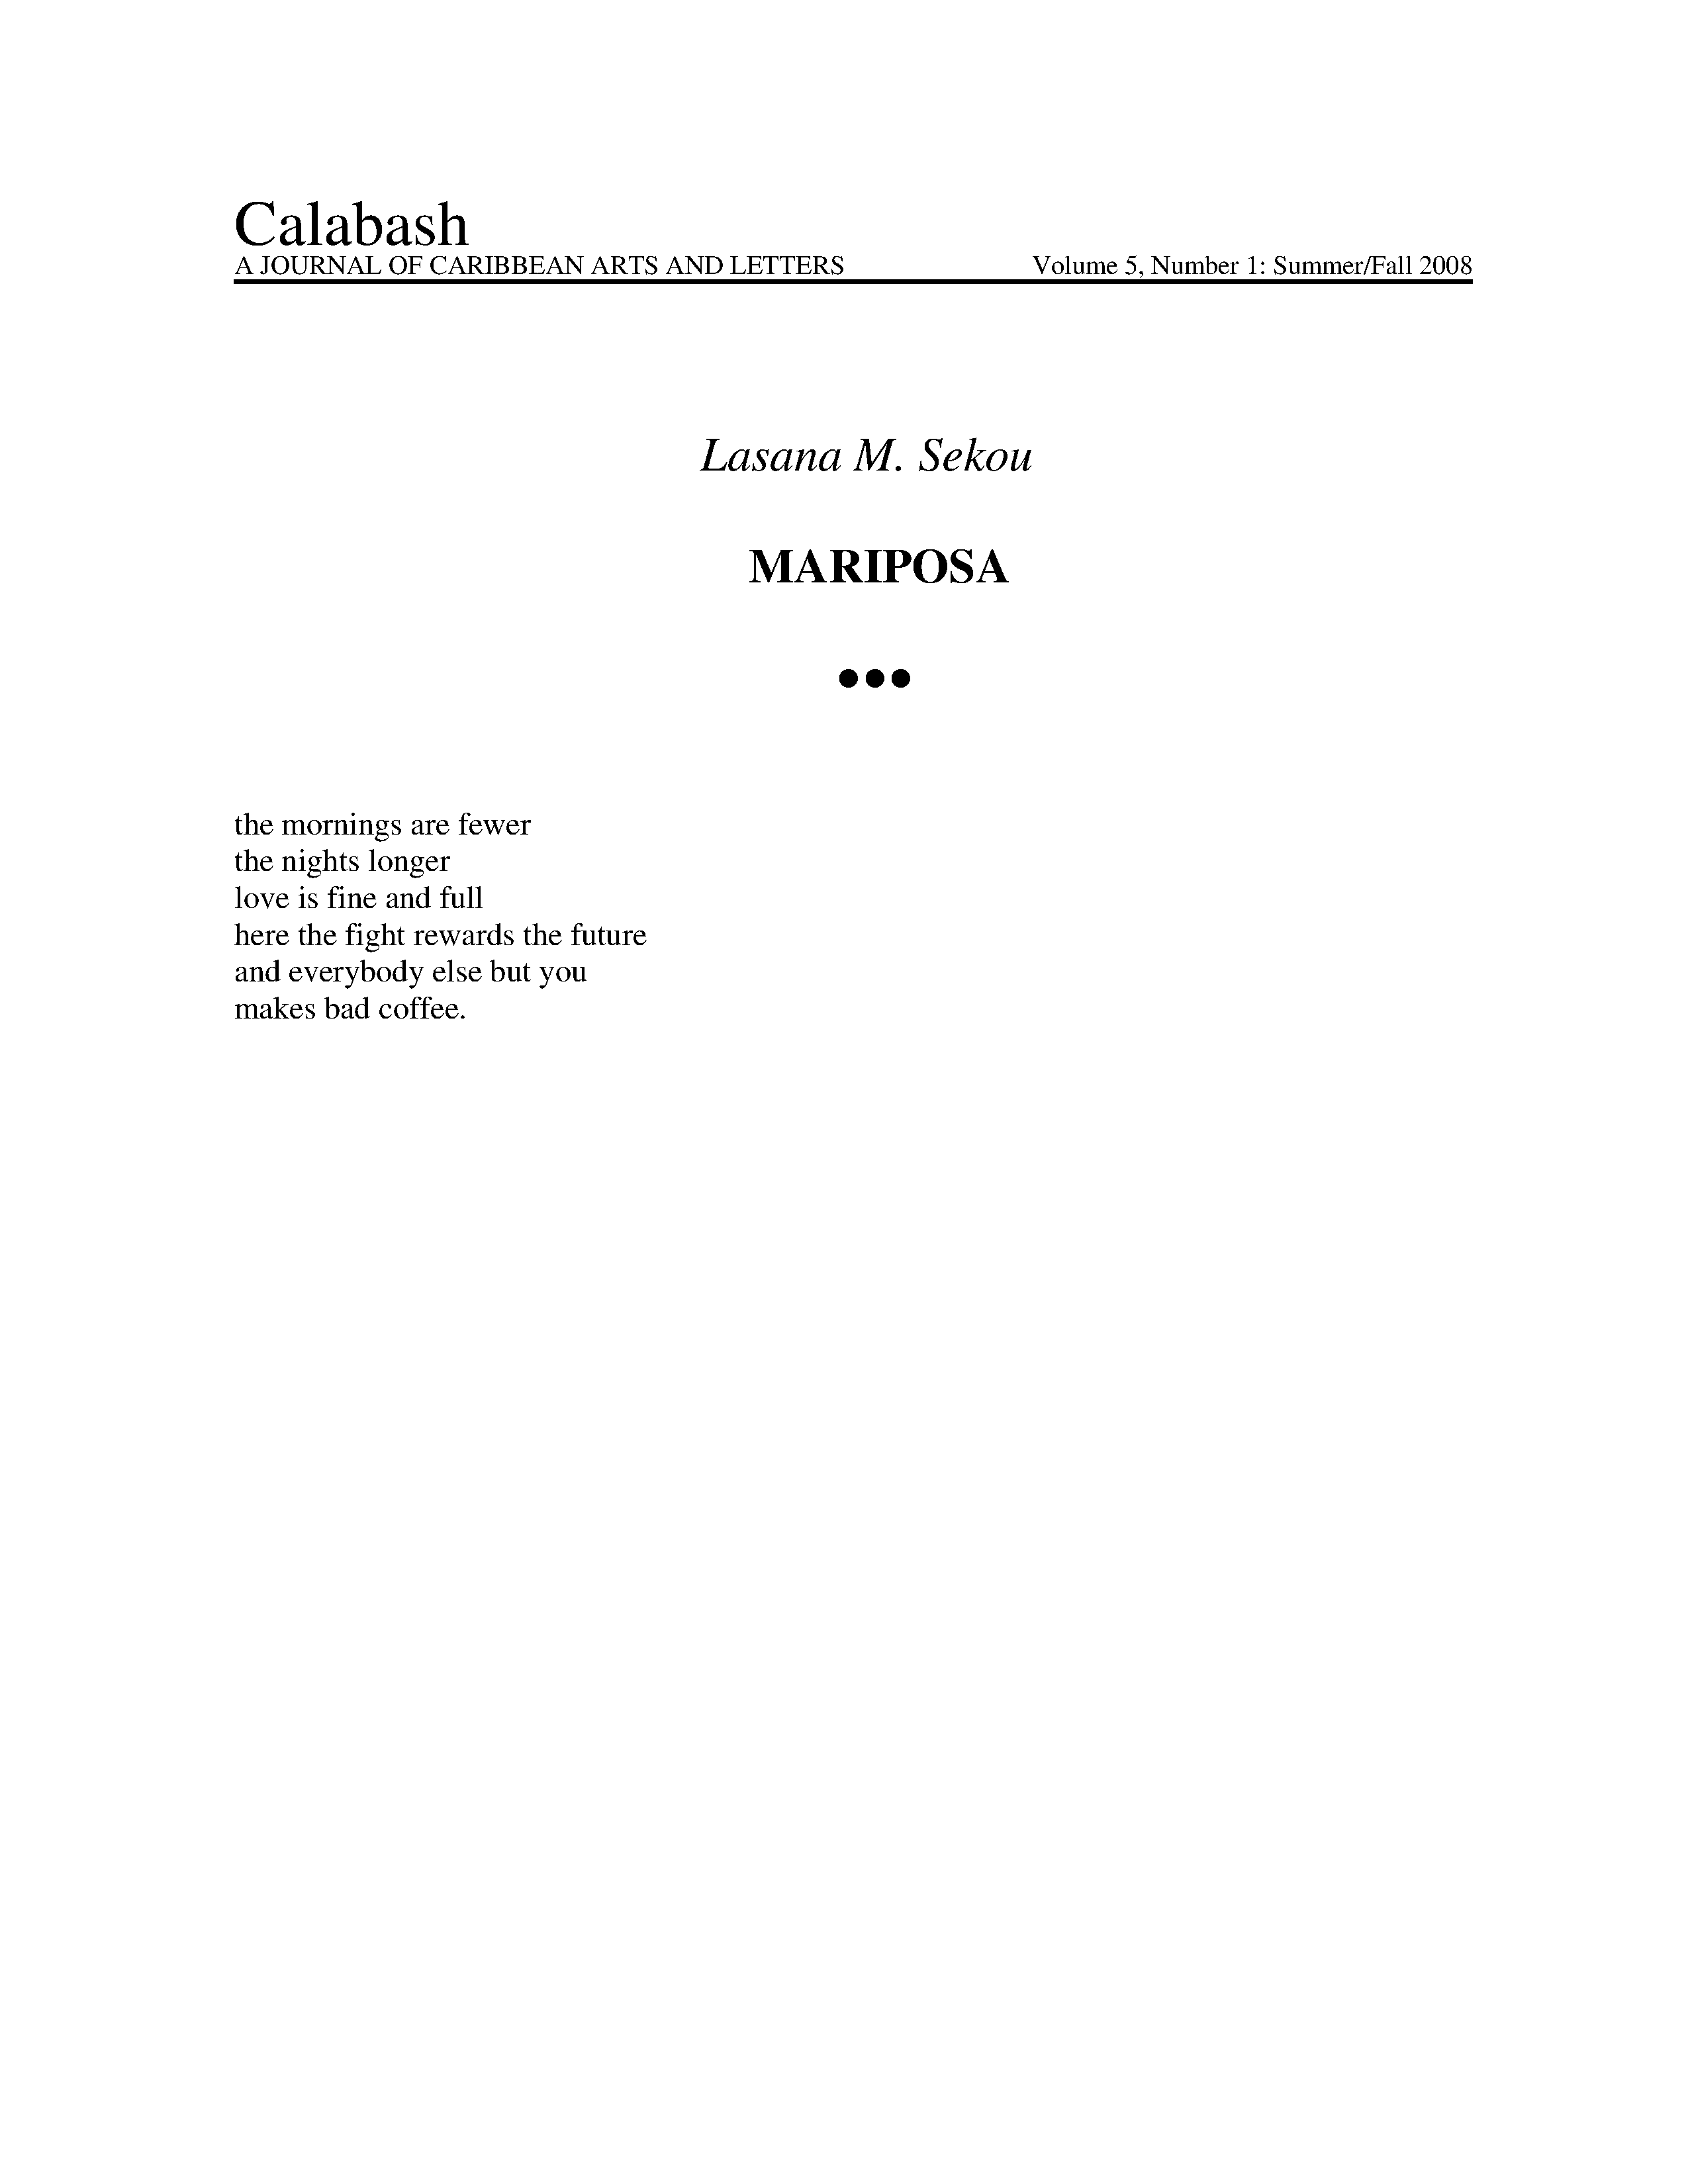 Calabash
A JOURNAL OF CARIBBEAN ARTS AND LETTERS Volume 5, Number 1: Summer/Fall 2008
Lasana M. Sekou
MARIPOSA
●●●
the mornings are fewer
the nights longer
love is fine and full
here the fight rewards the future
and everybody else but you
makes bad coffee.